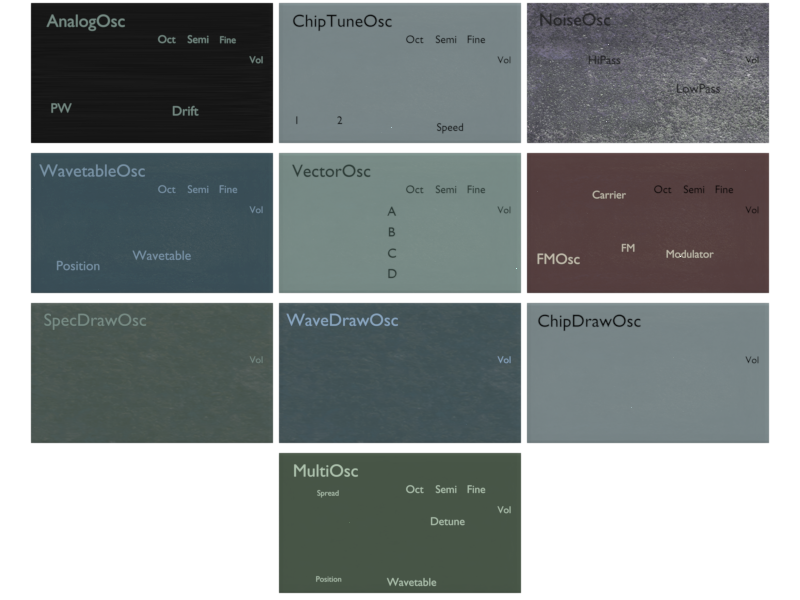 AnalogOsc
Oct Semi Fine
Vol
PW Drift
ChipTuneOsc
Oct Semi Fine
Vol
1 2 Speed
NoiseOsc
HiPass Vol
LowPass
WavetableOsc
Oct Semi Fine
Vol
Position Wavetable
VectorOsc
Oct Semi Fine
A Vol
B
C
D
Carrier Oct Semi Fine
Vol
FMOsc FM Modulator
SpecDrawOsc
Vol
WaveDrawOsc
Vol
ChipDrawOsc
Vol
MultiOsc
Spread Oct Semi Fine
Vol
Detune
Position Wavetable